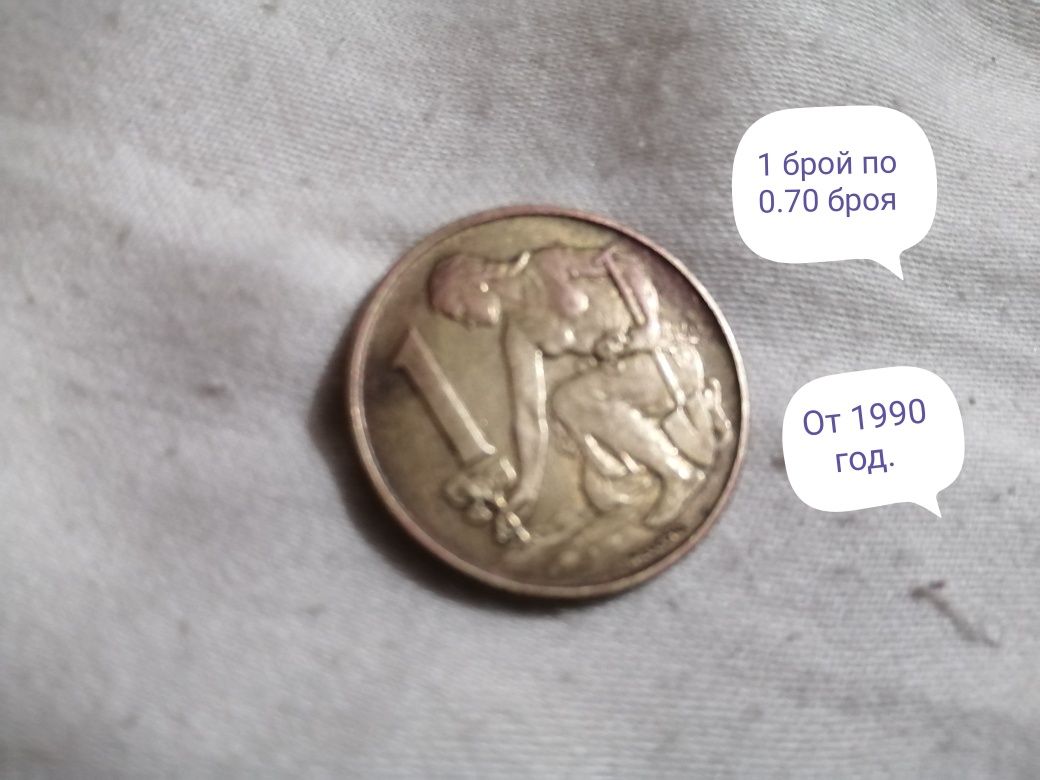 1 брой по
0.70 броя
От 1990
год.
1